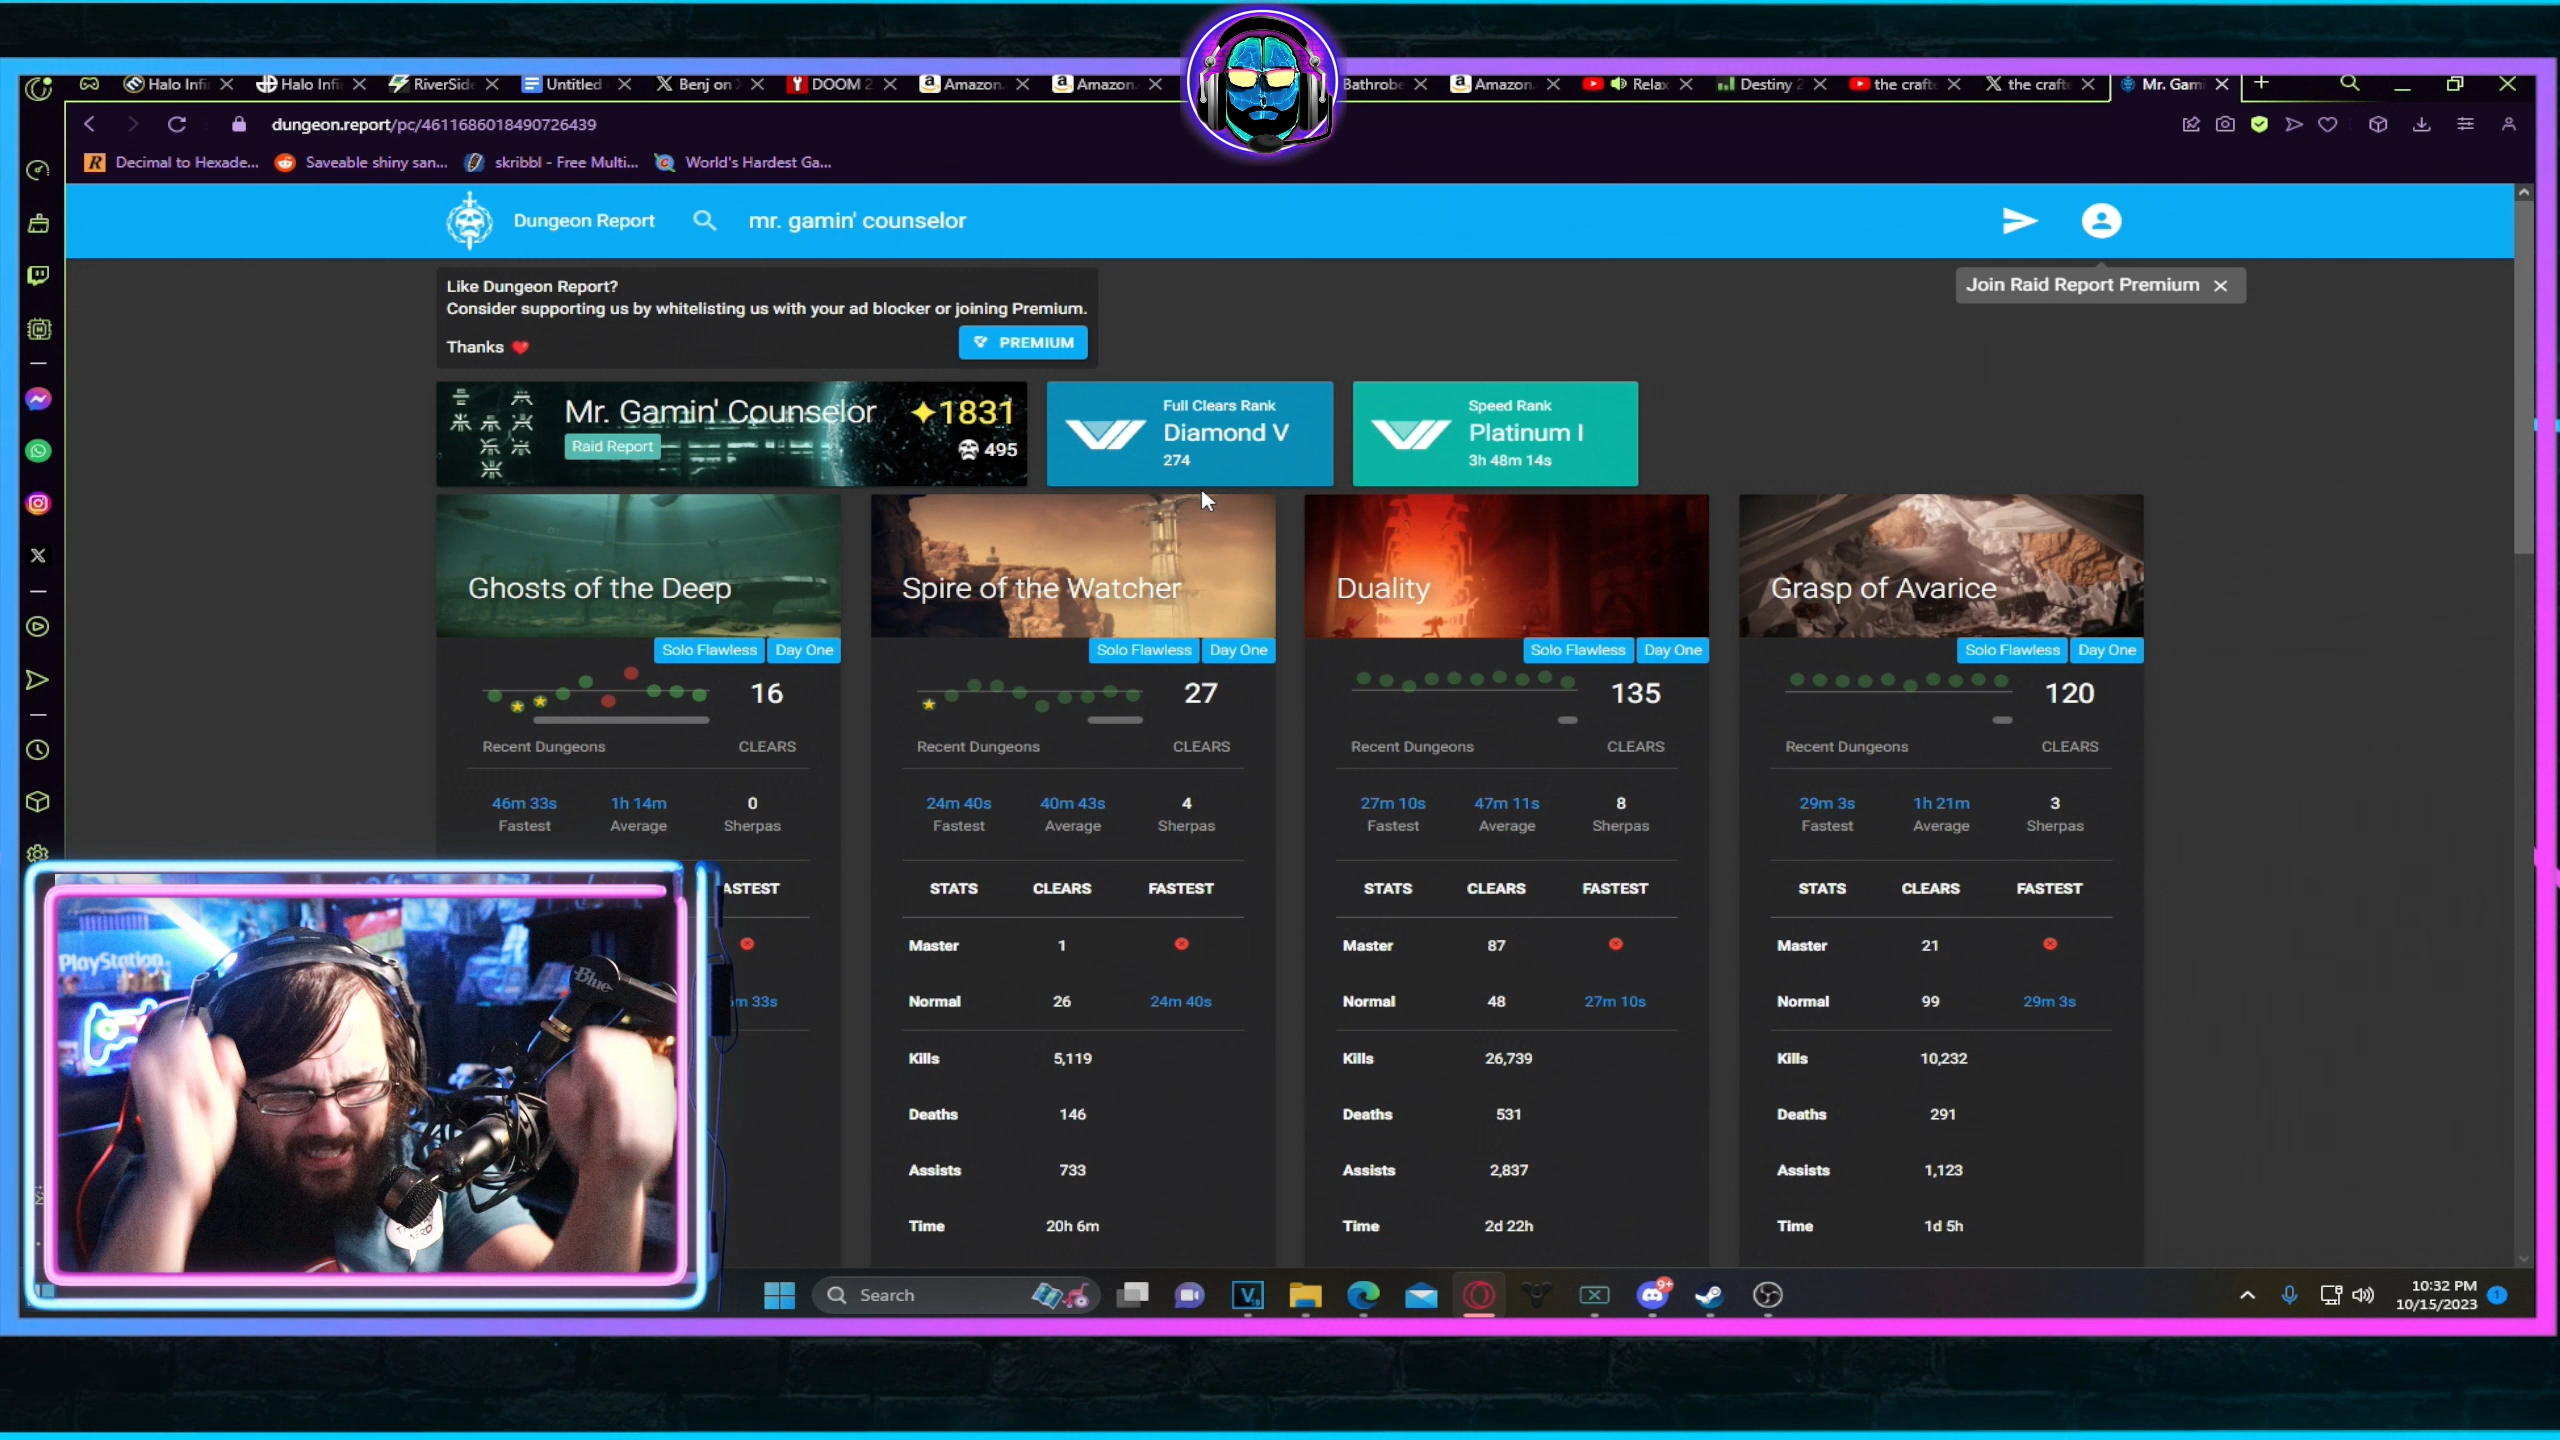 Halo Infi
Halo Infi
RiverSide
Untitled
Benj on
DOOM 2
Amazon.
Amazon.
Bathrobe
Amazon.
Relax
Destiny 2
the craft
the craft
Mr. Gam
dungeon.report/pc/4611686018490726439
Decimal to Hexade...
Saveable shiny san...
skribbl - Free Multi...
World's Hardest Ga...
Dungeon Report
mr. gamin' counselor
Like Dungeon Report?
Consider supporting us by whitelisting us with your ad blocker or joining Premium.
Thanks ❤
PREMIUM
Join Raid Report Premium
Mr. Gamin' Counselor
1831
Raid Report
495
Full Clears Rank
Diamond V
274
Speed Rank
Platinum I
3h 48m 14s
Ghosts of the Deep
Solo Flawless Day One
16
Recent Dungeons CLEARS
46m 33s 1h 14m 0
Fastest Average Sherpas
ASTEST
m 33s
Spire of the Watcher
Solo Flawless Day One
27
Recent Dungeons CLEARS
24m 40s 40m 43s 4
Fastest Average Sherpas
STATS CLEARS FASTEST
Master 1
Normal 26 24m 40s
Kills 5,119
Deaths 146
Assists 733
Time 20h 6m
Duality
Solo Flawless Day One
135
Recent Dungeons CLEARS
27m 10s 47m 11s 8
Fastest Average Sherpas
STATS CLEARS FASTEST
Master 87
Normal 48 27m 10s
Kills 26,739
Deaths 531
Assists 2,837
Time 2d 22h
Grasp of Avarice
Solo Flawless Day One
120
Recent Dungeons CLEARS
29m 3s 1h 21m 3
Fastest Average Sherpas
STATS CLEARS FASTEST
Master 21
Normal 99 29m 3s
Kills 10,232
Deaths 291
Assists 1,123
Time 1d 5h
PlayStation
Blue
Search
9+
10:32 PM
10/15/2023
1